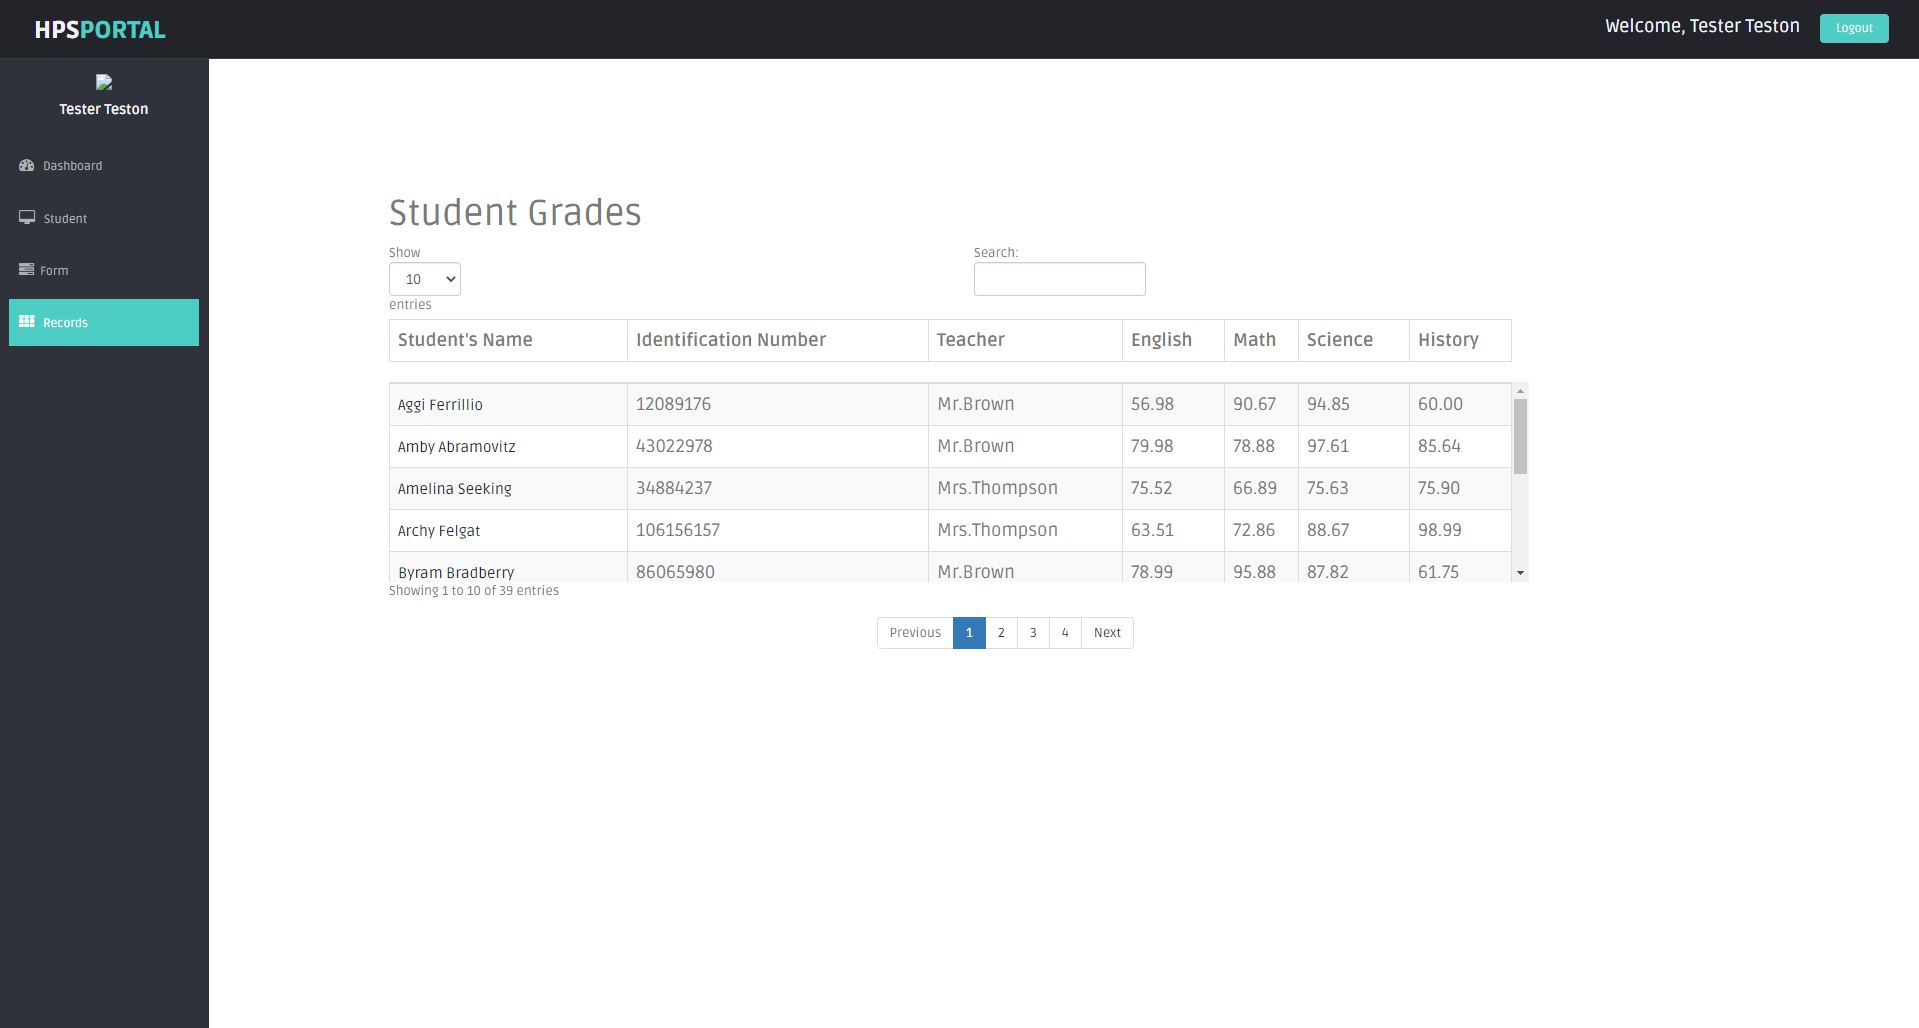 HPSPORTAL
Welcome, Tester Teston
Logout
Tester Teston
Dashboard
Student
Form
Records
Student Grades
Show
10
entries
Search:
Student's Name Identification Number Teacher English Math Science History
Aggi Ferrillio 12089176 Mr.Brown 56.98 90.67 94.85 60.00
Amby Abramovitz 43022978 Mr.Brown 79.98 78.88 97.61 85.64
Amelina Seeking 34884237 Mrs.Thompson 75.52 66.89 75.63 75.90
Archy Felgat 106156157 Mrs.Thompson 63.51 72.86 88.67 98.99
Byram Bradberry 86065980 Mr.Brown 78.99 95.88 87.82 61.75
Showing 1 to 10 of 39 entries
Previous 1 2 3 4 Next